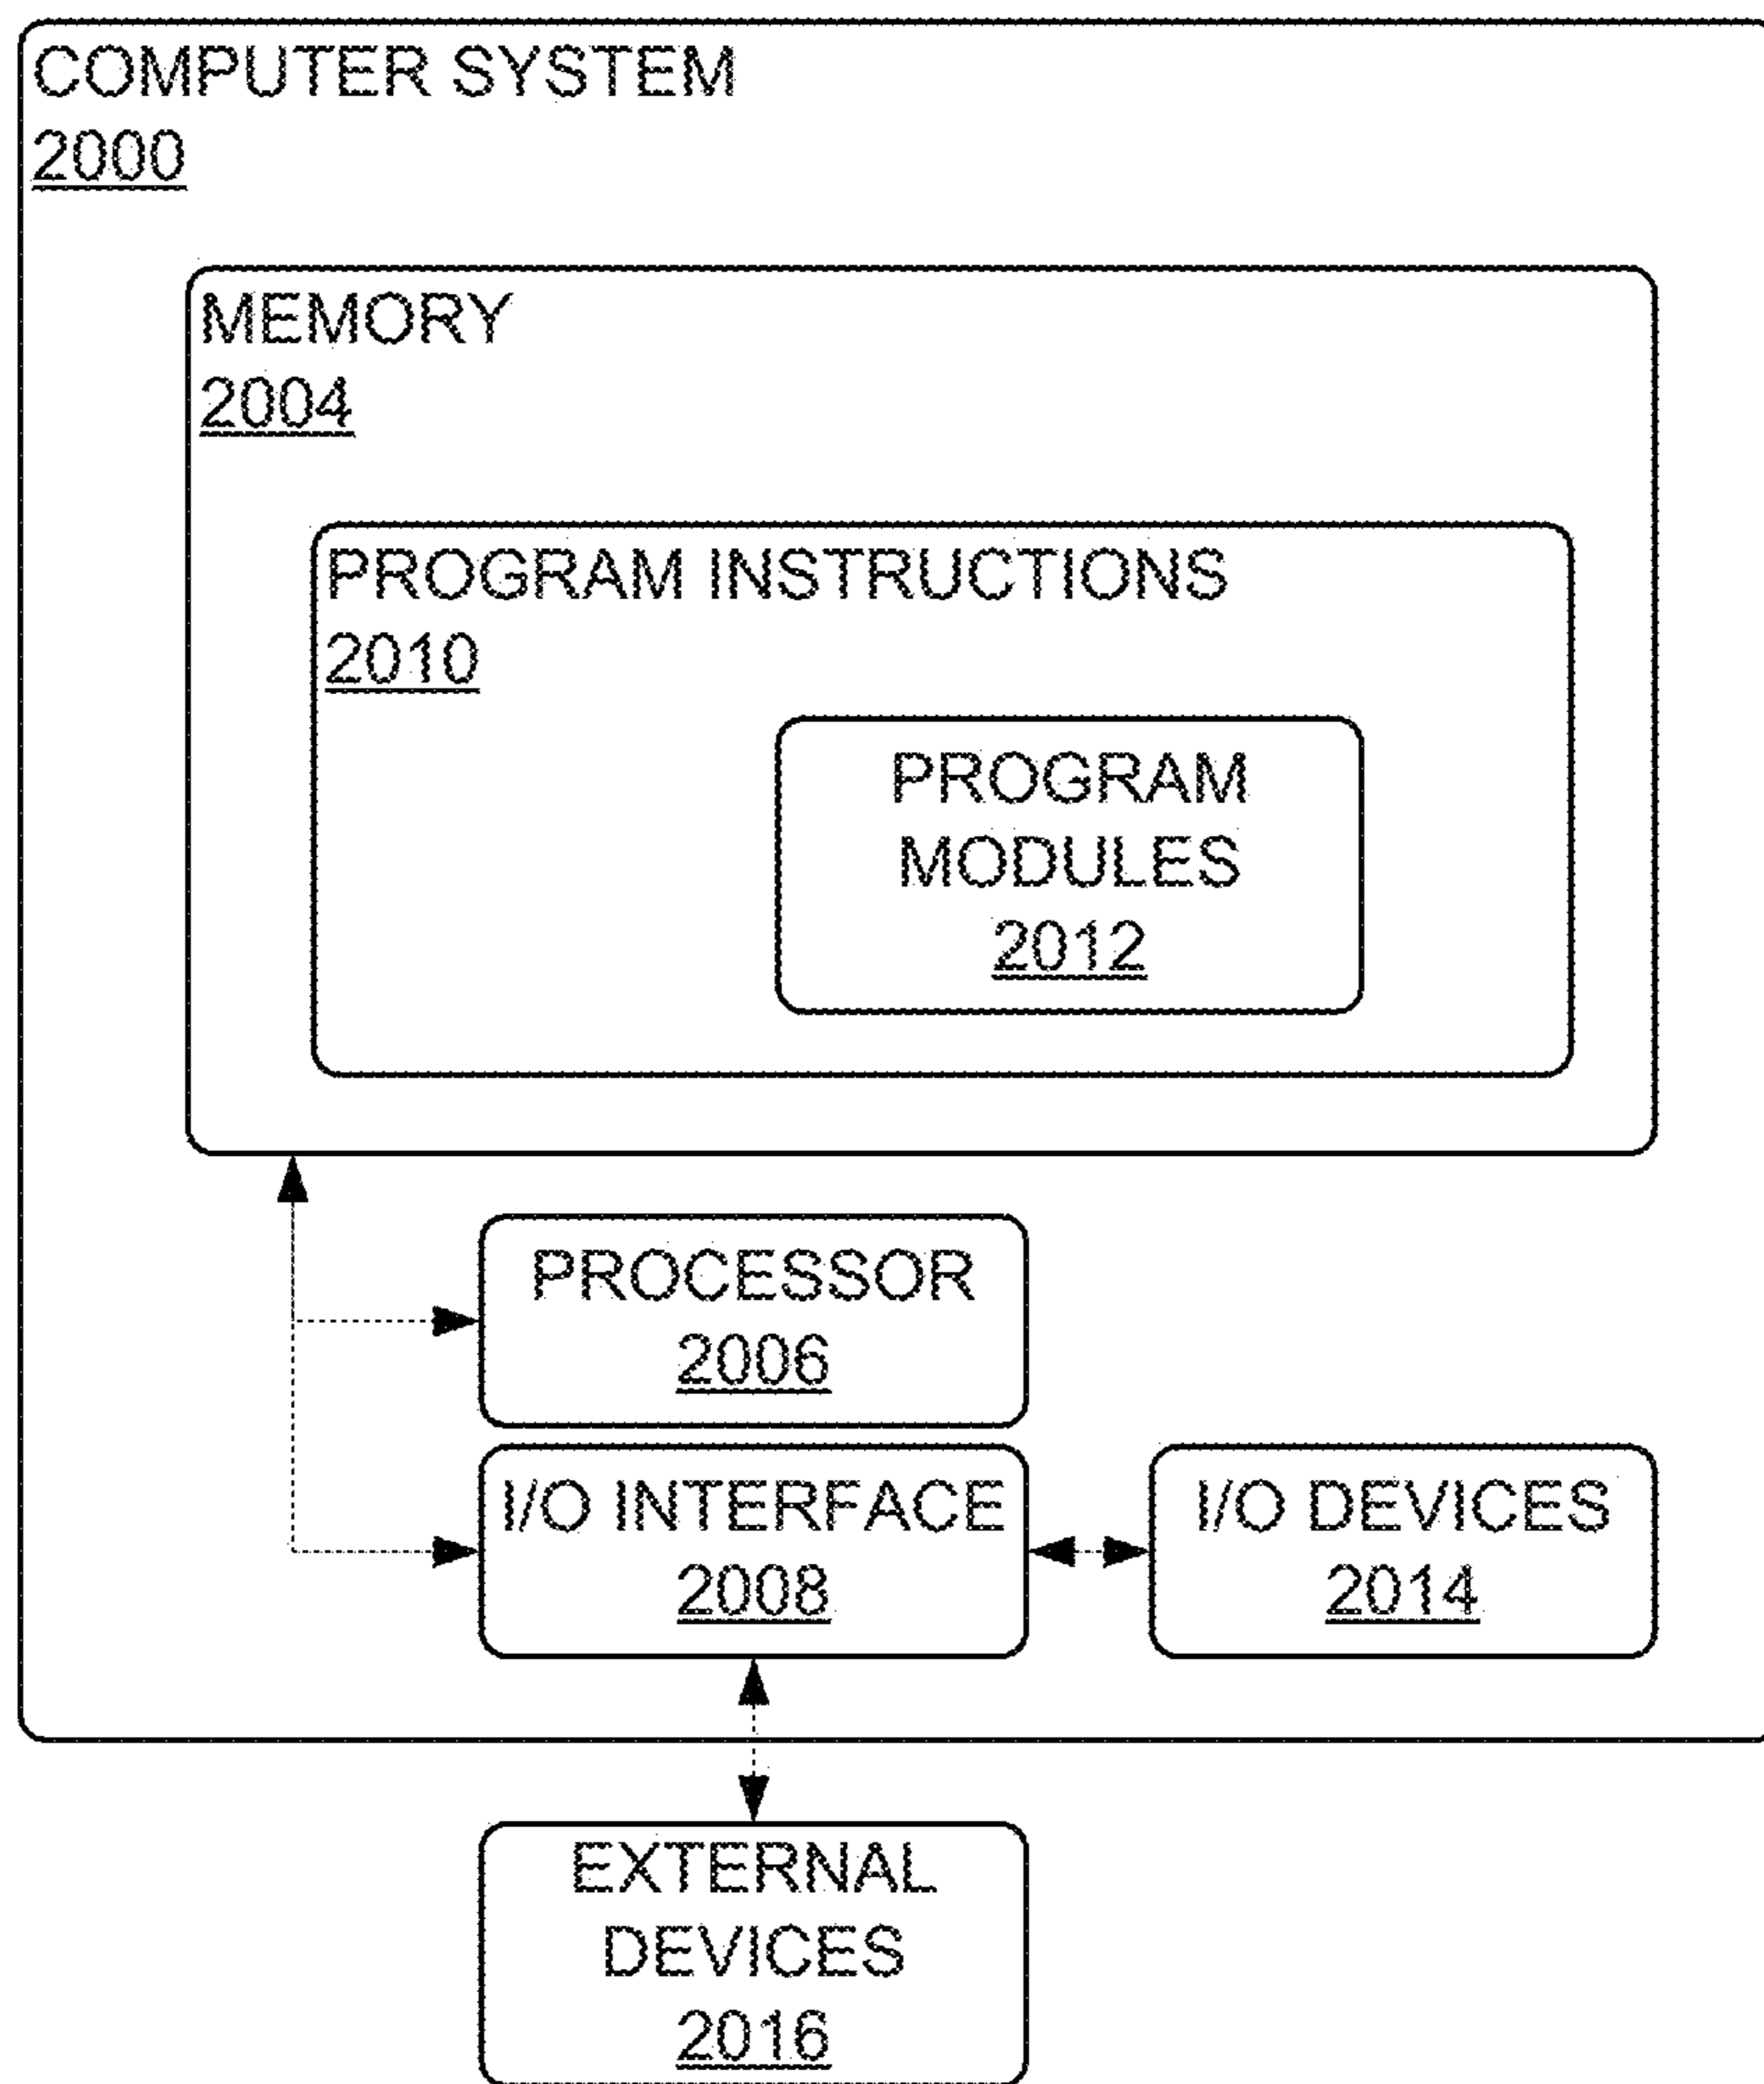 COMPUTER SYSTEM
2000
MEMORY
2004
PROGRAM INSTRUCTIONS
2010
PROGRAM
MODULES
2012
PROCESSOR
2006
I/O INTERFACE
2008
I/O DEVICES
2014
EXTERNAL
DEVICES
2016